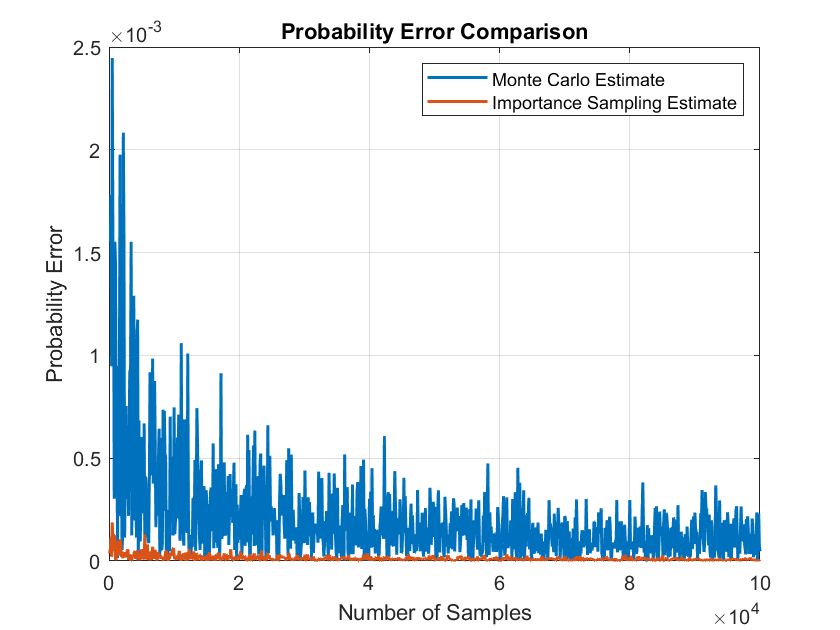 Probability Error Comparison
×10⁻³
2.5
2
1.5
1
0.5
0
Probability Error
Monte Carlo Estimate
Importance Sampling Estimate
0 2 4 6 8 10
Number of Samples
×10⁴